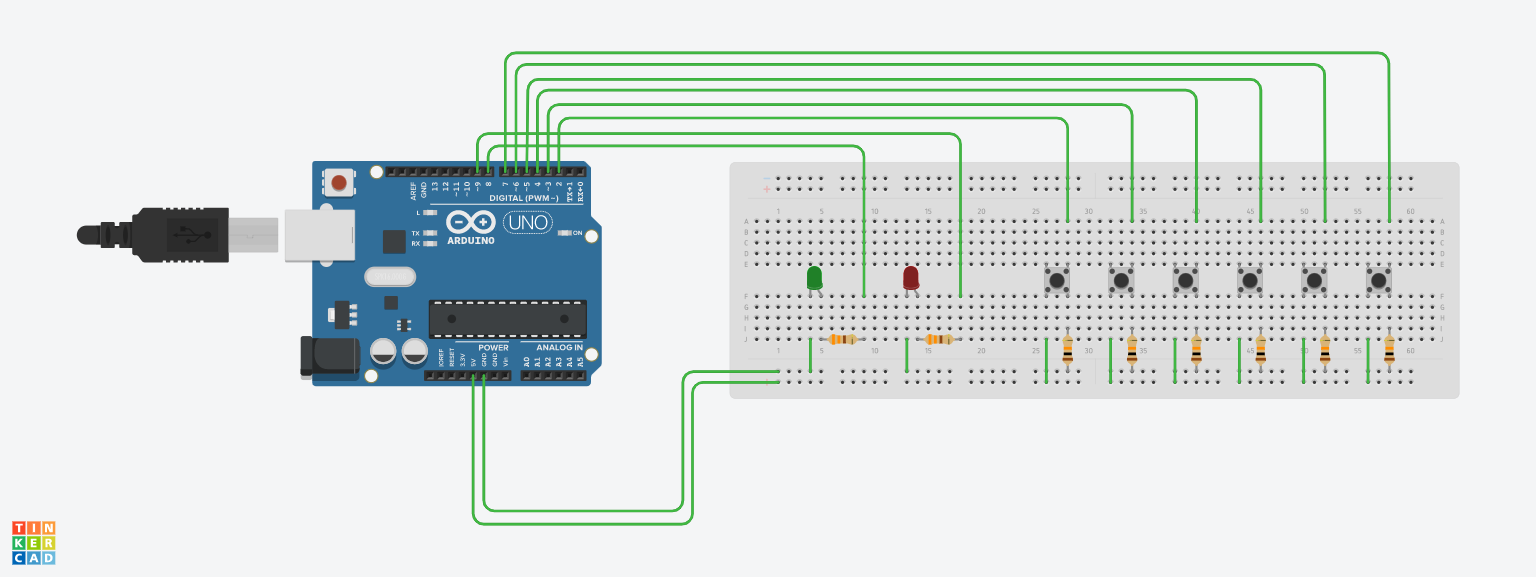 AREF
GND
13
12
~11
~10
~9
8
7
~6
~5
4
~3
2
TX→1
RX←0
DIGITAL (PWM~)
L
TX
RX
ARDUINO
UNO
ON
POWER
ANALOG IN
IOREF
RESET
3.3V
5V
GND
GND
Vin
A0
A1
A2
A3
A4
A5
1 5 10 15 20 25 30 35 40 45 50 55 60
A A
B B
C C
D D
E E
F F
G G
H H
I I
J J
1 5 10 15 20 25 30 35 40 45 50 55 60
TIN
KER
CAD